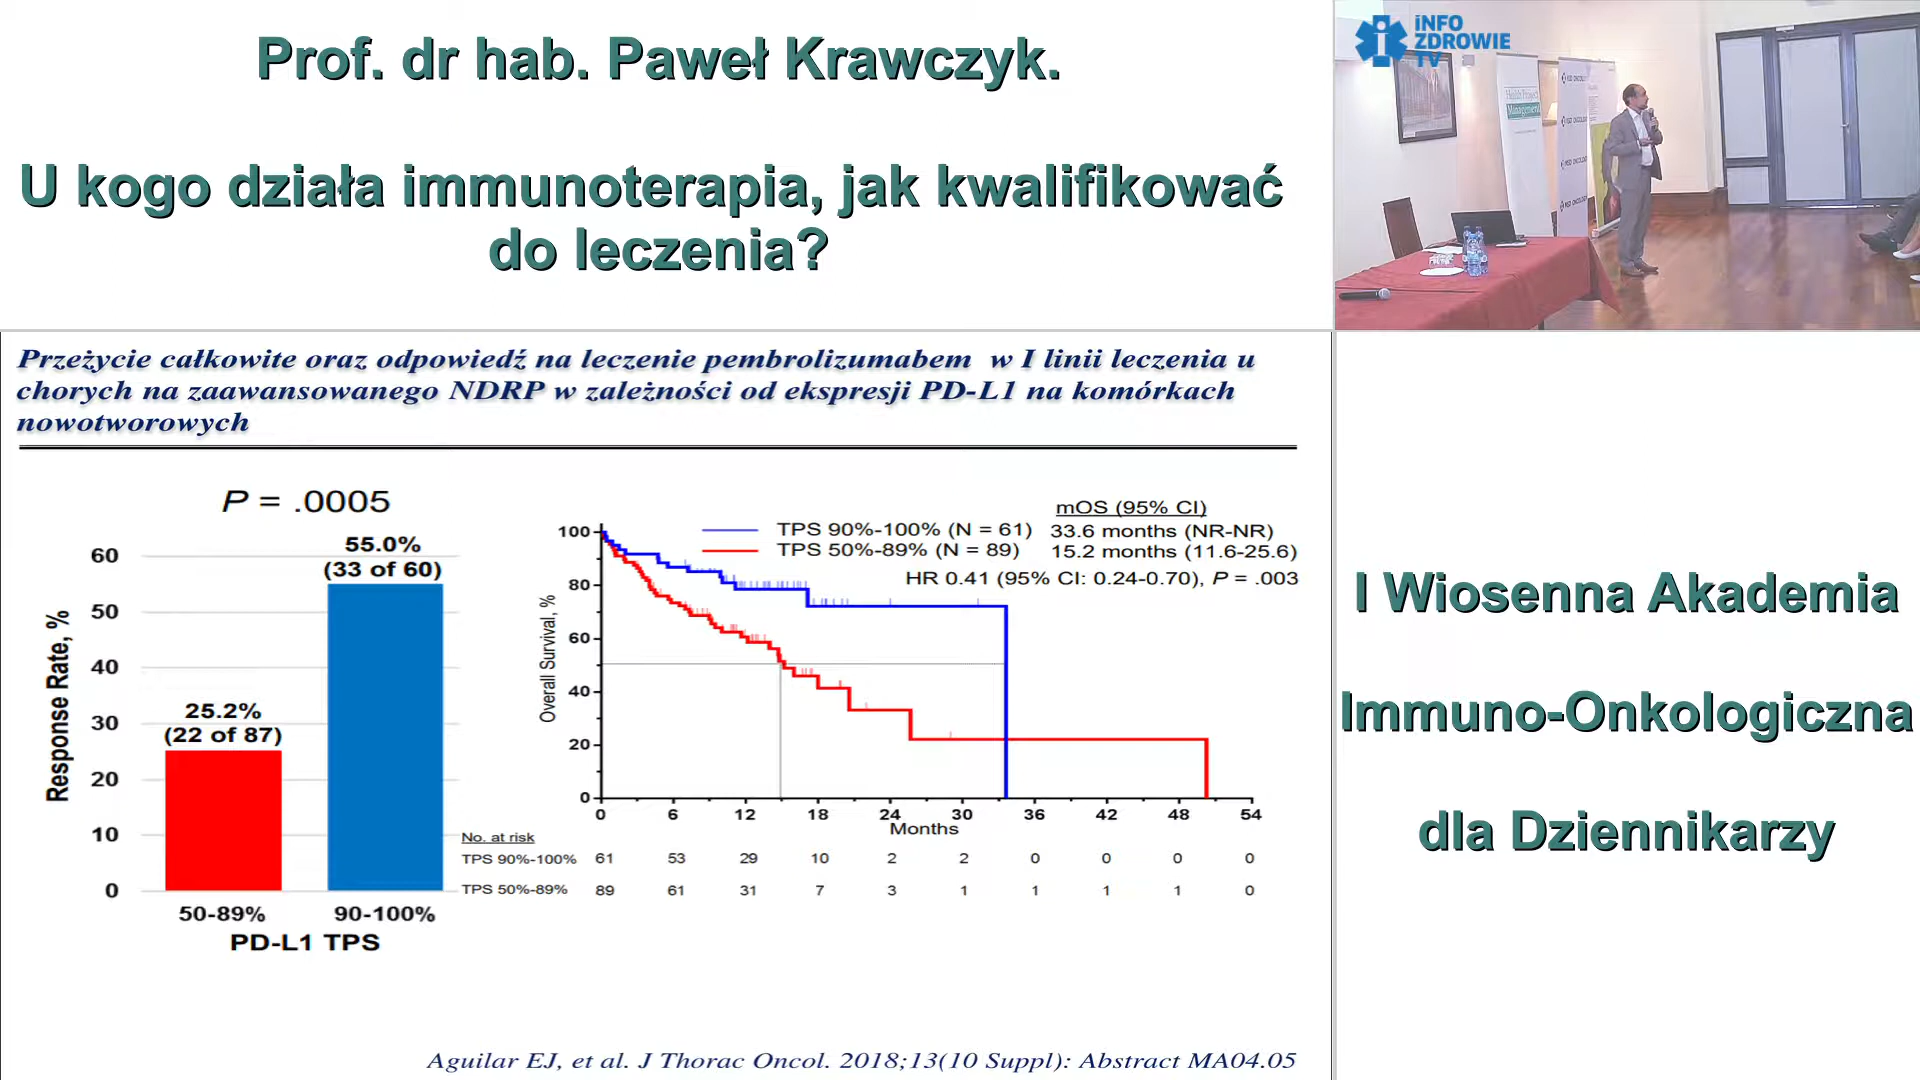 Prof. dr hab. Paweł Krawczyk.
U kogo działa immunoterapia, jak kwalifikować
do leczenia?
iNFO
ZDROWIE
TV
Health Project
Management
MSD ONCOLOGY
Przeżycie całkowite oraz odpowiedź na leczenie pembrolizumabem w I linii leczenia u
chorych na zaawansowanego NDRP w zależności od ekspresji PD-L1 na komórkach
nowotworowych
P = .0005
Response Rate, %
60
50
40
30
20
10
0
25.2%
(22 of 87)
55.0%
(33 of 60)
50-89%
90-100%
PD-L1 TPS
Overall Survival, %
100
80
60
40
20
0
mOS (95% CI)
TPS 90%-100% (N = 61) 33.6 months (NR-NR)
TPS 50%-89% (N = 89) 15.2 months (11.6-25.6)
HR 0.41 (95% CI: 0.24-0.70), P = .003
0 6 12 18 24 30 36 42 48 54
Months
No. at risk
TPS 90%-100% 61 53 29 10 2 2 0 0 0 0
TPS 50%-89% 89 61 31 7 3 1 1 1 1 0
Aguilar EJ, et al. J Thorac Oncol. 2018;13(10 Suppl): Abstract MA04.05
I Wiosenna Akademia
Immuno-Onkologiczna
dla Dziennikarzy